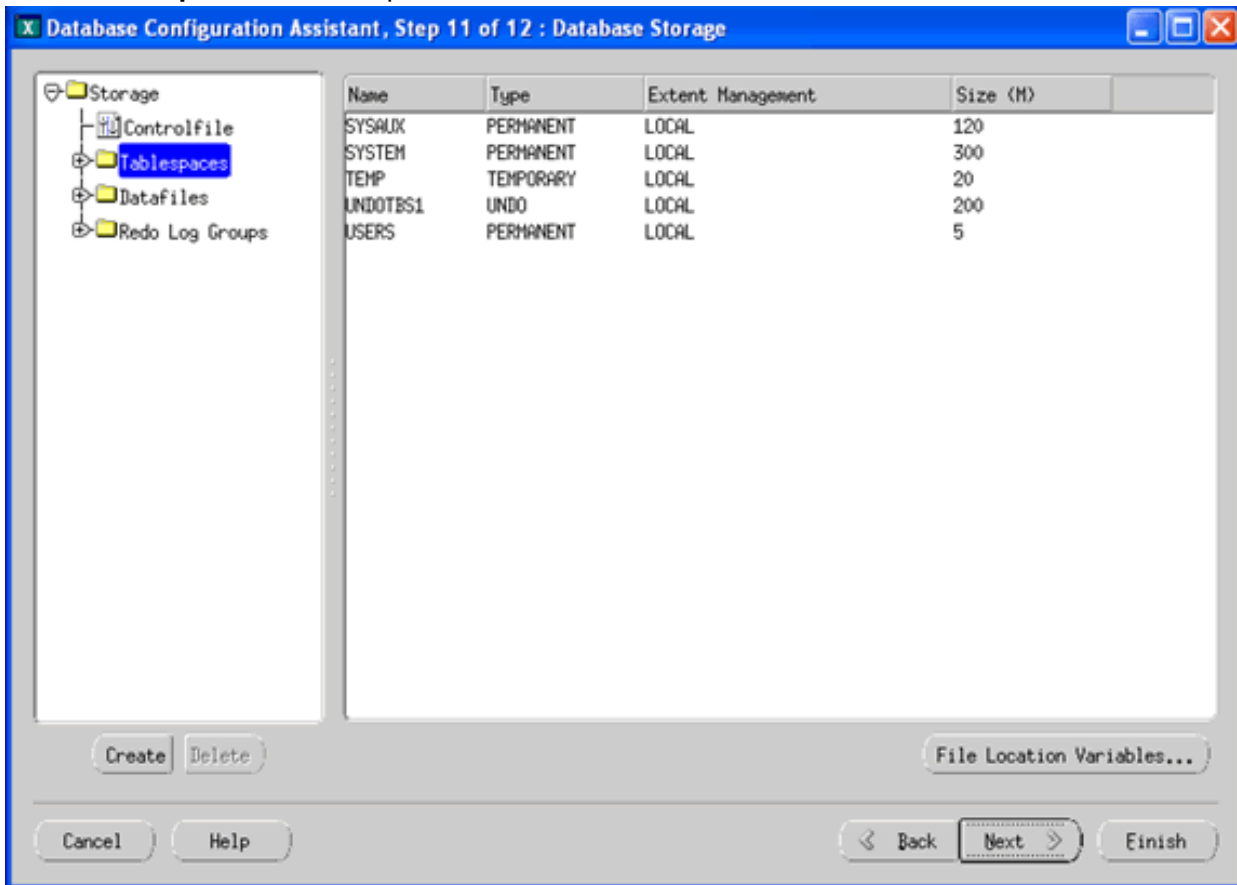 Database Configuration Assistant, Step 11 of 12 : Database Storage
Storage
Controlfile
Tablespaces
Datafiles
Redo Log Groups
Name Type Extent Management Size (M)
SYSAUX PERMANENT LOCAL 120
SYSTEM PERMANENT LOCAL 300
TEMP TEMPORARY LOCAL 20
UNDOTBS1 UNDO LOCAL 200
USERS PERMANENT LOCAL 5
Create Delete
File Location Variables...
Cancel Help Back Next Finish